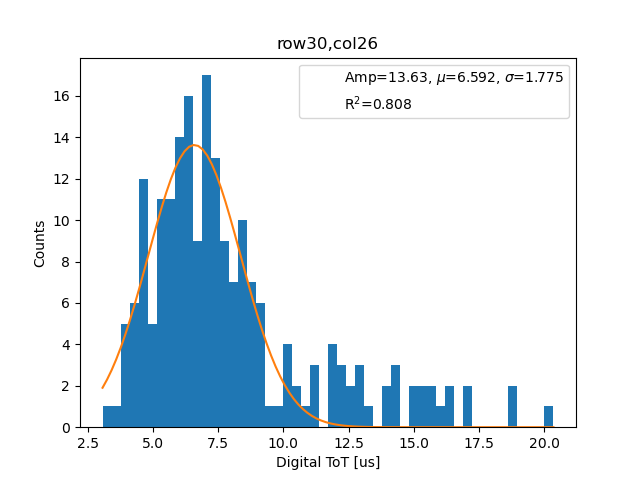 row30,col26
Amp=13.63, μ=6.592, σ=1.775
R²=0.808
16
14
12
10
8
6
4
2
0
Counts
2.5 5.0 7.5 10.0 12.5 15.0 17.5 20.0
Digital ToT [us]